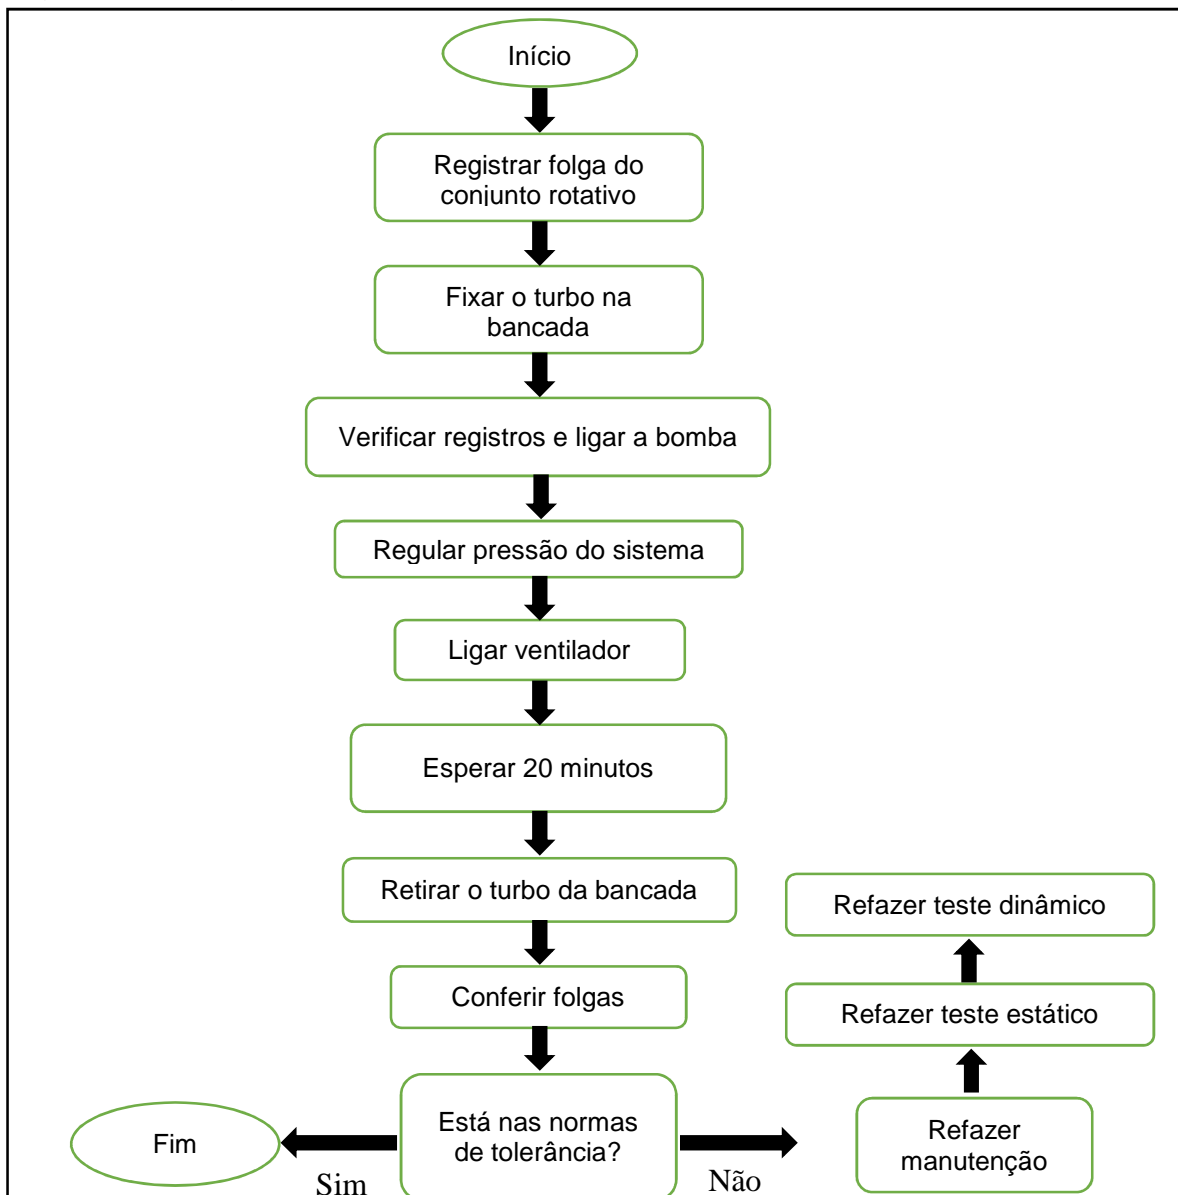 Início
Registrar folga do
conjunto rotativo
Fixar o turbo na
bancada
Verificar registros e ligar a bomba
Regular pressão do sistema
Ligar ventilador
Esperar 20 minutos
Retirar o turbo da bancada
Conferir folgas
Está nas normas
de tolerância?
Sim
Fim
Não
Refazer
manutenção
Refazer teste estático
Refazer teste dinâmico